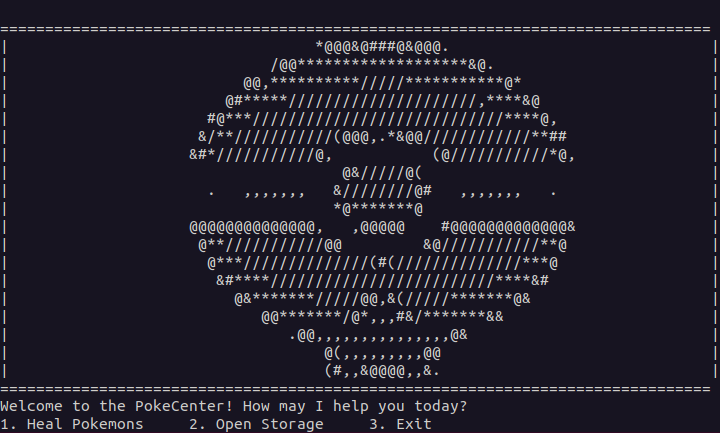 Welcome to the PokeCenter! How may I help you today?
1. Heal Pokemons     2. Open Storage     3. Exit